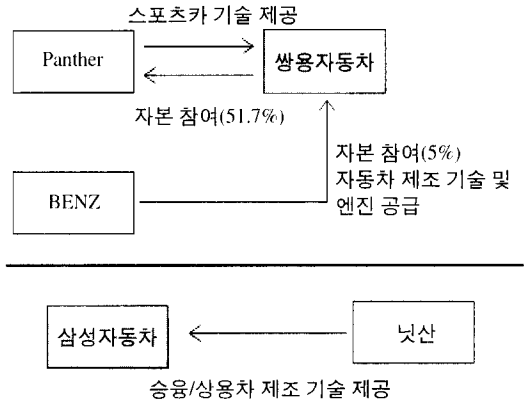 스포츠카 기술 제공
Panther
쌍용자동차
자본 참여(51.7%)
자본 참여(5%)
자동차 제조 기술 및
엔진 공급
BENZ
삼성자동차
닛산
승융/상용차 제조 기술 제공